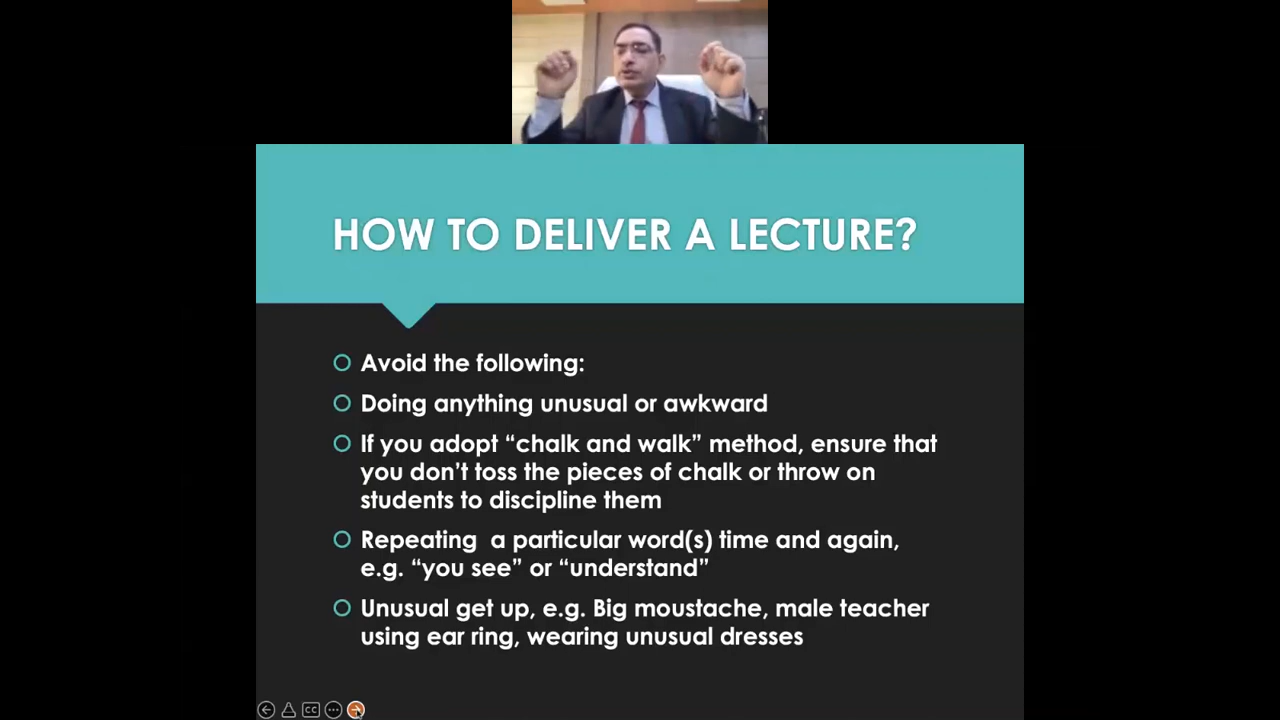 HOW TO DELIVER A LECTURE?
Avoid the following:
Doing anything unusual or awkward
If you adopt “chalk and walk” method, ensure that
you don’t toss the pieces of chalk or throw on
students to discipline them
Repeating a particular word(s) time and again,
e.g. “you see” or “understand”
Unusual get up, e.g. Big moustache, male teacher
using ear ring, wearing unusual dresses
CC